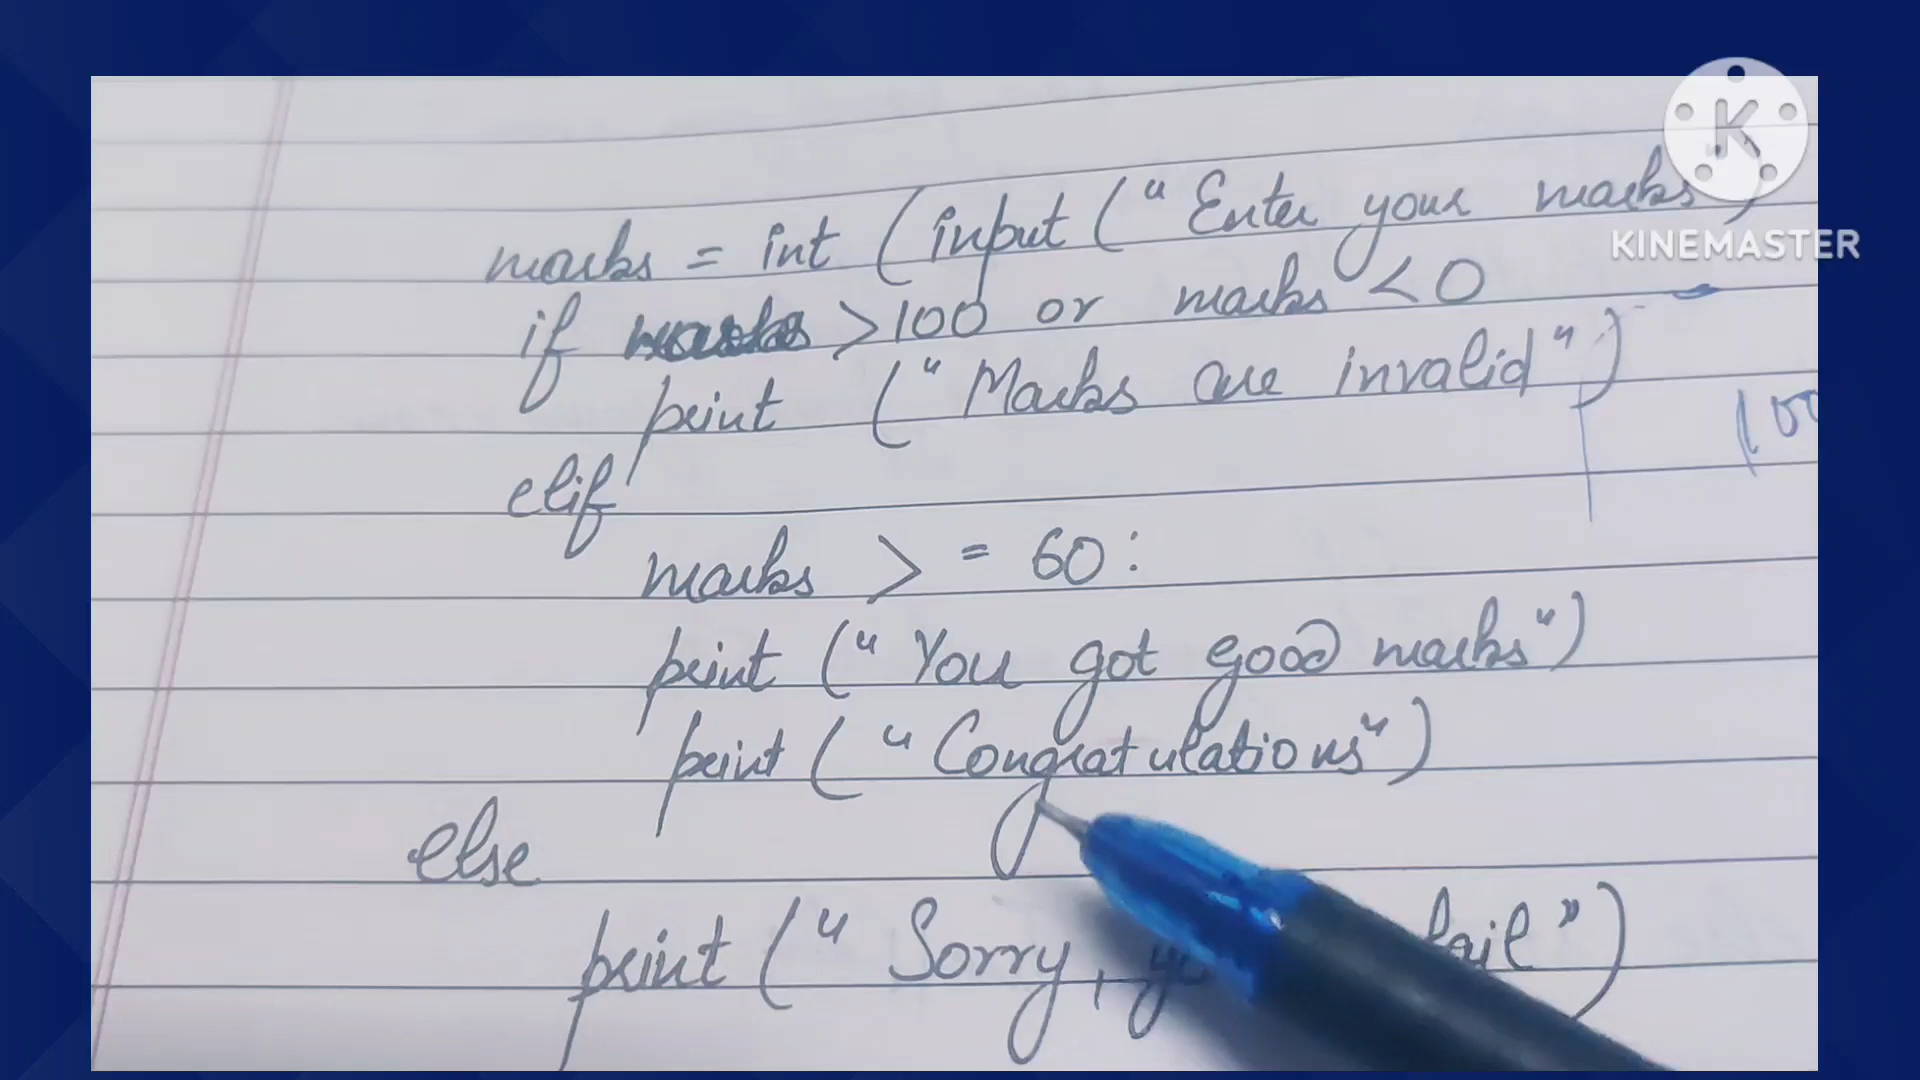 marks = int (input ("Enter your marks")
KINEMASTER
if marks >100 or marks <0
print ("Marks are invalid")
100
elif
marks > = 60:
print ("You got good marks")
print ("Congratulations")
else
print ("Sorry, fail")